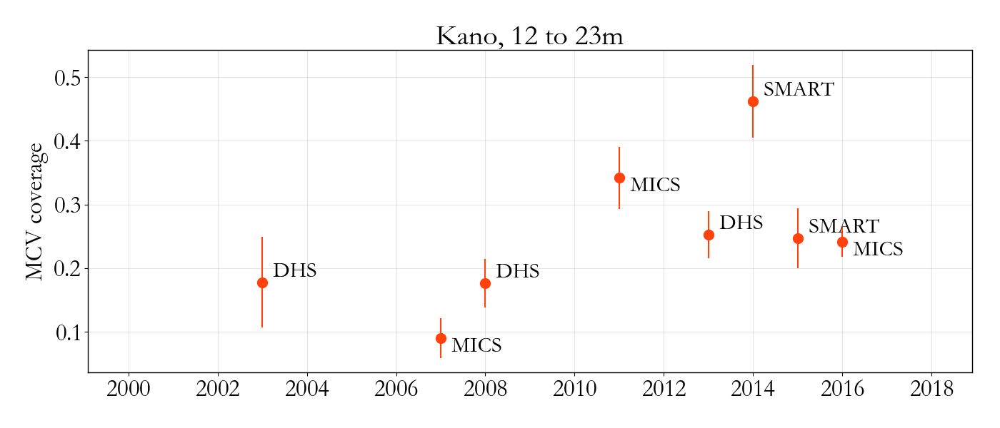 Kano, 12 to 23m
MCV coverage
0.5
0.4
0.3
0.2
0.1
SMART
MICS
DHS
SMART
MICS
DHS
DHS
MICS
2000 2002 2004 2006 2008 2010 2012 2014 2016 2018